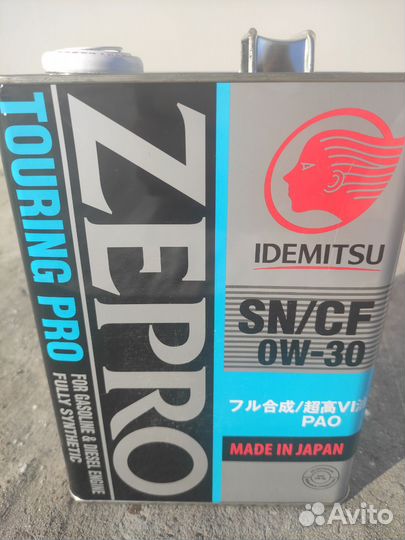 ZEPRO
TOURING PRO
FOR GASOLINE & DIESEL ENGINE
FULLY SYNTHETIC
IDEMITSU
SN/CF
0W-30
フル合成/超高VI
PAO
MADE IN JAPAN
Avito